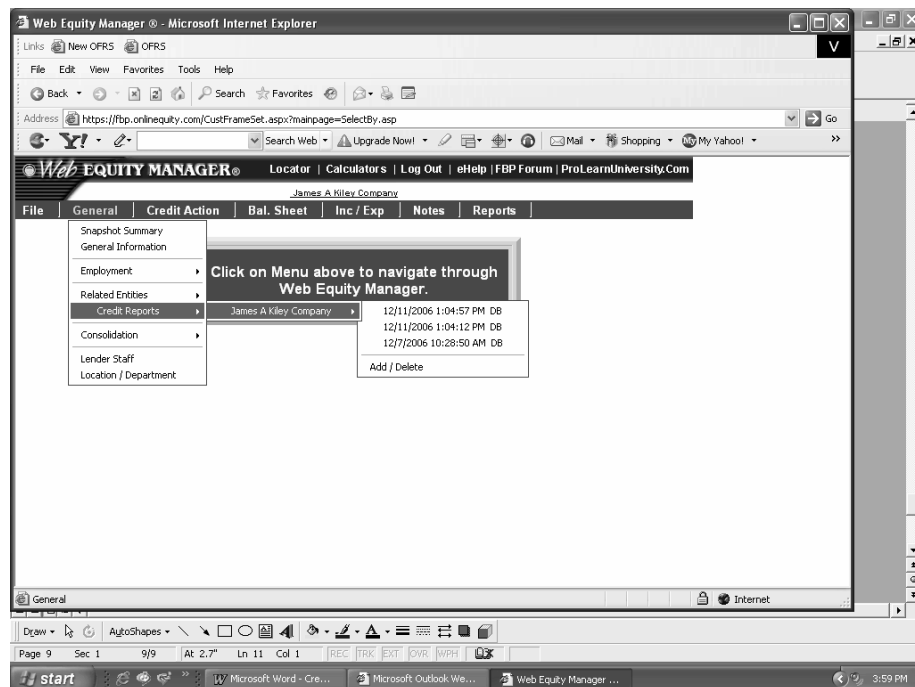 Web Equity Manager ® - Microsoft Internet Explorer
Links New OFRS OFRS
V
File Edit View Favorites Tools Help
Back Search Favorites
Address https://fbp.onlinequity.com/CustFrameSet.aspx?mainpage=SelectBy.asp Go
Y! Search Web Upgrade Now! Mail Shopping My Yahoo! »
Web EQUITY MANAGER® Locator | Calculators | Log Out | eHelp | FBP Forum | ProLearnUniversity.Com
James A Kiley Company
File General Credit Action Bal. Sheet Inc / Exp Notes Reports
Snapshot Summary
General Information
Employment
Related Entities
Credit Reports
Consolidation
Lender Staff
Location / Department
Click on Menu above to navigate through
Web Equity Manager.
James A Kiley Company
12/11/2006 1:04:57 PM DB
12/11/2006 1:04:12 PM DB
12/7/2006 10:28:50 AM DB
Add / Delete
General Internet
Draw AutoShapes
Page 9 Sec 1 9/9 At 2.7" Ln 11 Col 1 REC TRK EXT OVR WPH
start » Microsoft Word - Cre... Microsoft Outlook We... Web Equity Manager ... 3:59 PM